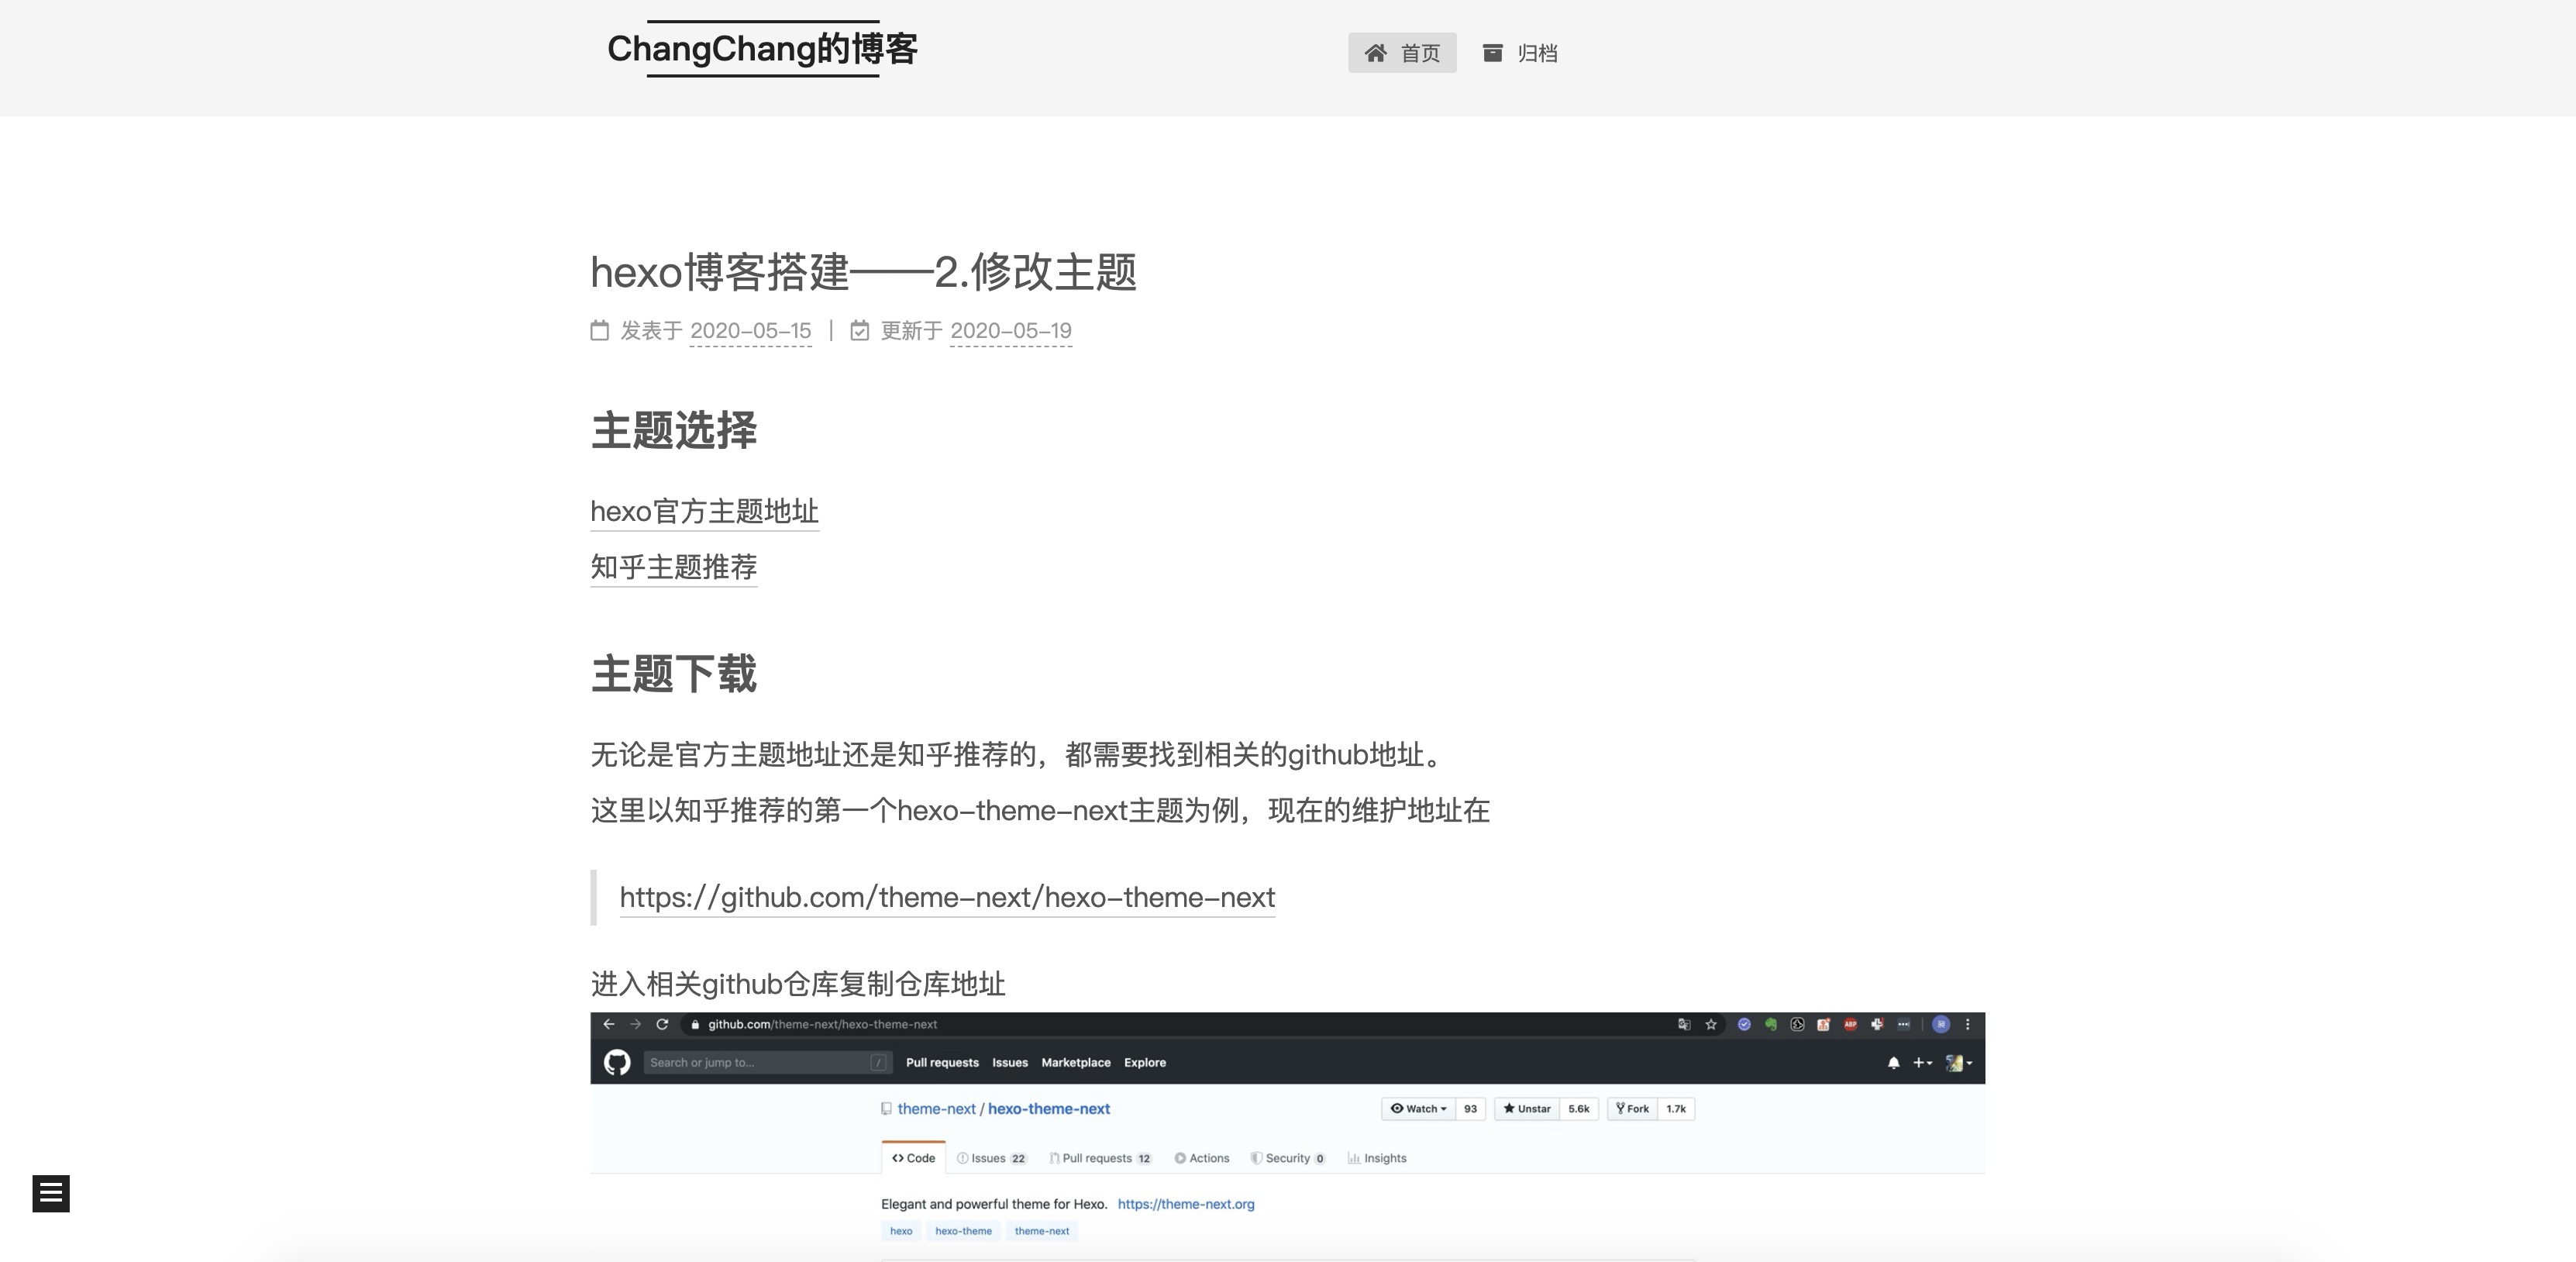 ChangChang的博客
首页 归档
hexo博客搭建——2.修改主题
发表于 2020-05-15 | 更新于 2020-05-19
主题选择
hexo官方主题地址
知乎主题推荐
主题下载
无论是官方主题地址还是知乎推荐的，都需要找到相关的github地址。
这里以知乎推荐的第一个hexo-theme-next主题为例，现在的维护地址在
https://github.com/theme-next/hexo-theme-next
进入相关github仓库复制仓库地址
github.com/theme-next/hexo-theme-next ABP
Search or jump to... / Pull requests Issues Marketplace Explore
theme-next / hexo-theme-next Watch 93 Unstar 5.6k Fork 1.7k
Code Issues 22 Pull requests 12 Actions Security 0 Insights
Elegant and powerful theme for Hexo. https://theme-next.org
hexo hexo-theme theme-next